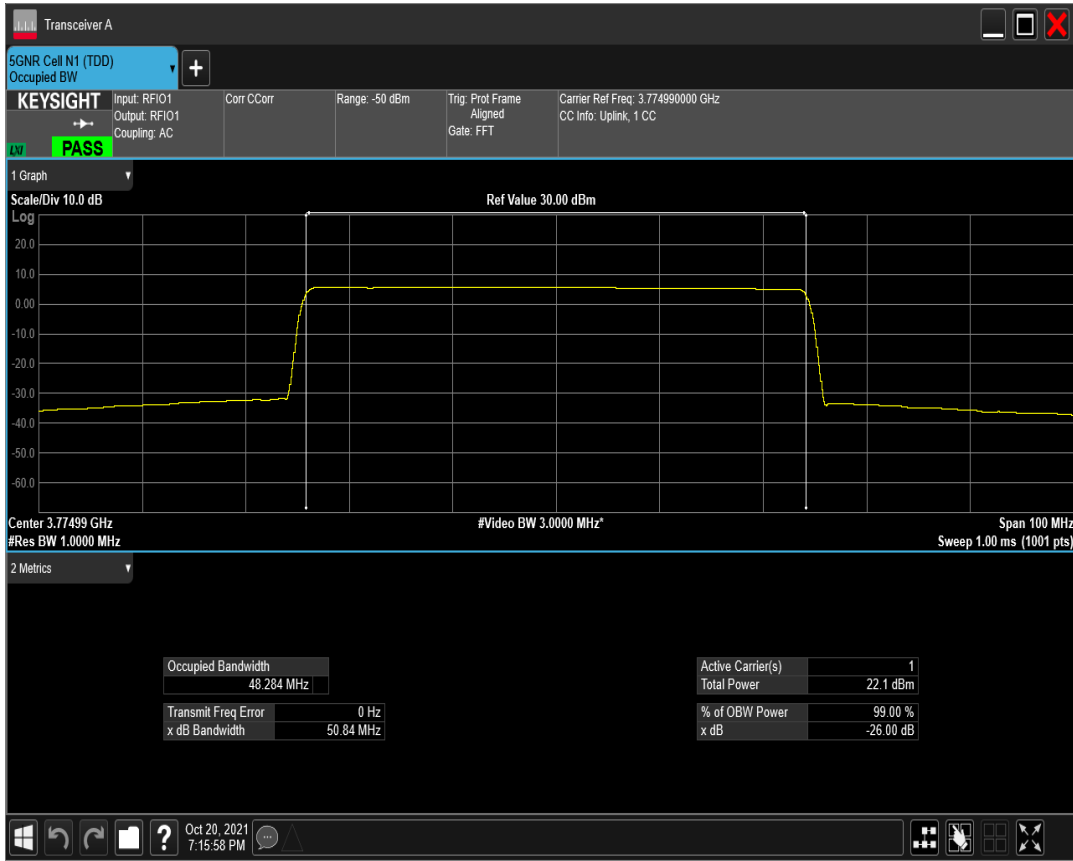 Transceiver A
5GNR Cell N1 (TDD)
Occupied BW
+
KEYSIGHT
LXI
PASS
Input: RFIO1
Output: RFIO1
Coupling: AC
Corr CCorr
Range: -50 dBm
Trig: Prot Frame
Aligned
Gate: FFT
Carrier Ref Freq: 3.774990000 GHz
CC Info: Uplink, 1 CC
1 Graph
Scale/Div 10.0 dB
Ref Value 30.00 dBm
Log
20.0
10.0
0.00
-10.0
-20.0
-30.0
-40.0
-50.0
-60.0
Center 3.77499 GHz
#Video BW 3.0000 MHz*
Span 100 MHz
#Res BW 1.0000 MHz
Sweep 1.00 ms (1001 pts)
2 Metrics
Occupied Bandwidth
48.284 MHz
Transmit Freq Error 0 Hz
x dB Bandwidth 50.84 MHz
Active Carrier(s) 1
Total Power 22.1 dBm
% of OBW Power 99.00 %
x dB -26.00 dB
?
Oct 20, 2021
7:15:58 PM